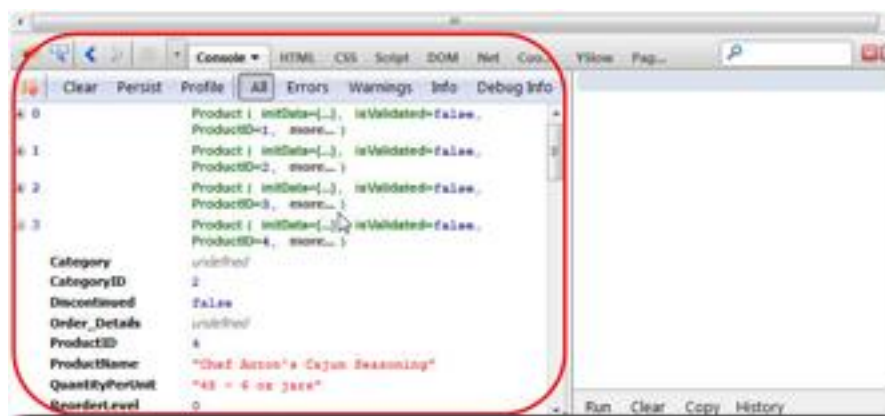 Console HTML CSS Script DOM Net Coo... YSlow Pag...
Clear Persist Profile All Errors Warnings Info Debug Info
0 Product { initData={...}, isValidated=false,
ProductID=1, more... }
1 Product { initData={...}, isValidated=false,
ProductID=2, more... }
2 Product { initData={...}, isValidated=false,
ProductID=3, more... }
3 Product { initData={...}, isValidated=false,
ProductID=4, more... }
Category undefined
CategoryID 2
Discontinued false
Order_Details undefined
ProductID 4
ProductName "Chef Anton's Cajun Seasoning"
QuantityPerUnit "48 - 6 oz jars"
ReorderLevel 0
Run Clear Copy History